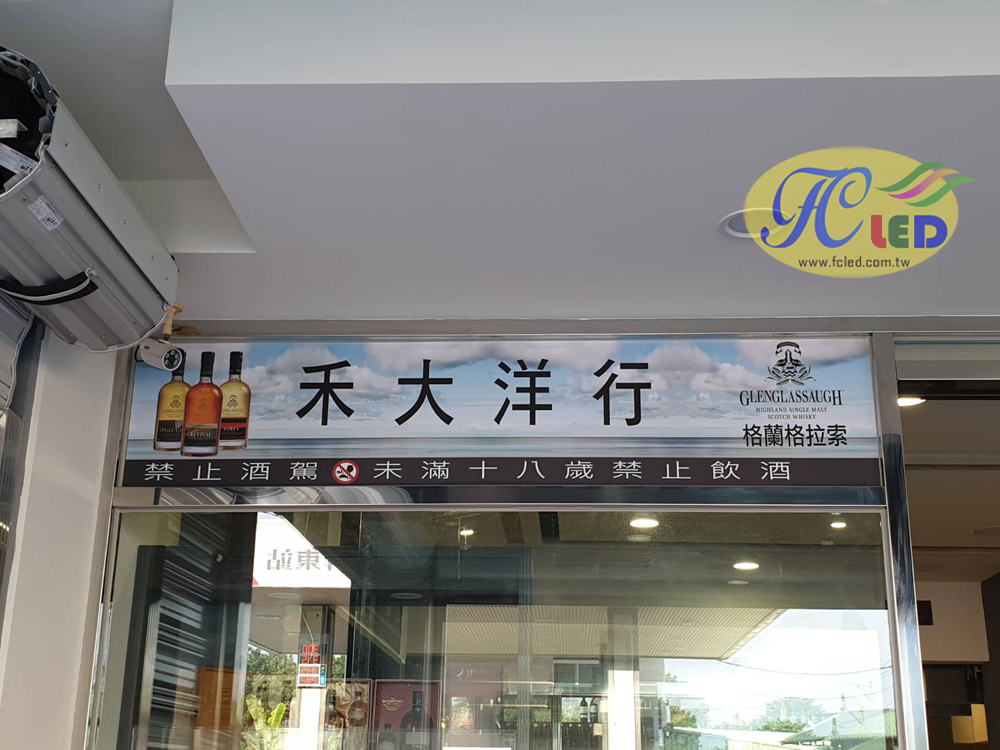 FC LED
www.fcled.com.tw
禾大洋行
GLENGLASSAUGH
HIGHLAND SINGLE MALT
SCOTCH WHISKY
格蘭格拉索
REVIVAL
禁止酒駕 未滿十八歲禁止飲酒